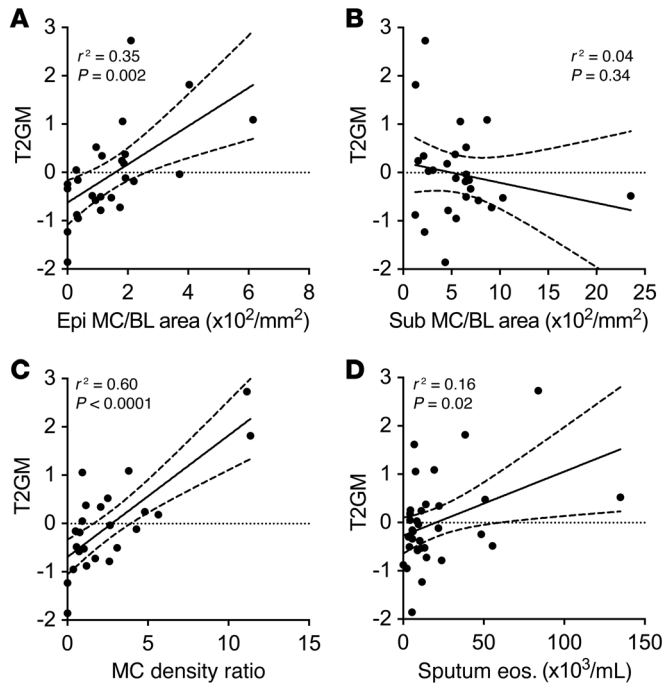 A
r² = 0.35
P = 0.002
T2GM
3
2
1
0
-1
-2
0 2 4 6 8
Epi MC/BL area (x10²/mm²)
B
r² = 0.04
P = 0.34
T2GM
3
2
1
0
-1
-2
0 5 10 15 20 25
Sub MC/BL area (x10²/mm²)
C
r² = 0.60
P < 0.0001
T2GM
3
2
1
0
-1
-2
0 5 10 15
MC density ratio
D
r² = 0.16
P = 0.02
T2GM
3
2
1
0
-1
-2
0 50 100 150
Sputum eos. (x10³/mL)